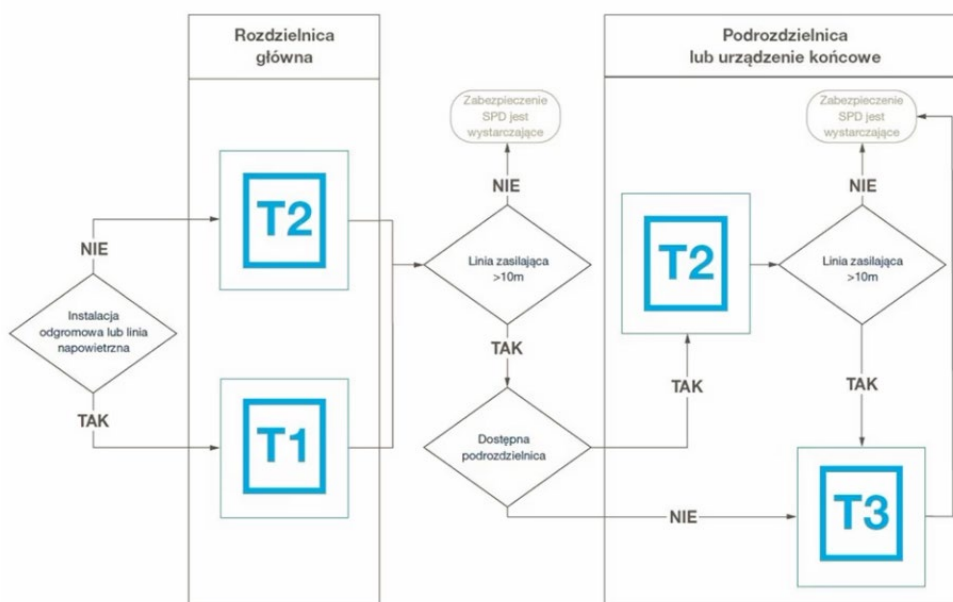 Rozdzielnica
główna
Podrozdzielnica
lub urządzenie końcowe
Zabezpieczenie
SPD jest
wystarczające
Zabezpieczenie
SPD jest
wystarczające
NIE
NIE
T2
NIE
Linia zasilająca
>10m
T2
Linia zasilająca
>10m
Instalacja
odgromowa lub linia
napowietrzna
TAK
TAK
TAK
TAK
T1
Dostępna
podrozdzielnica
NIE
T3